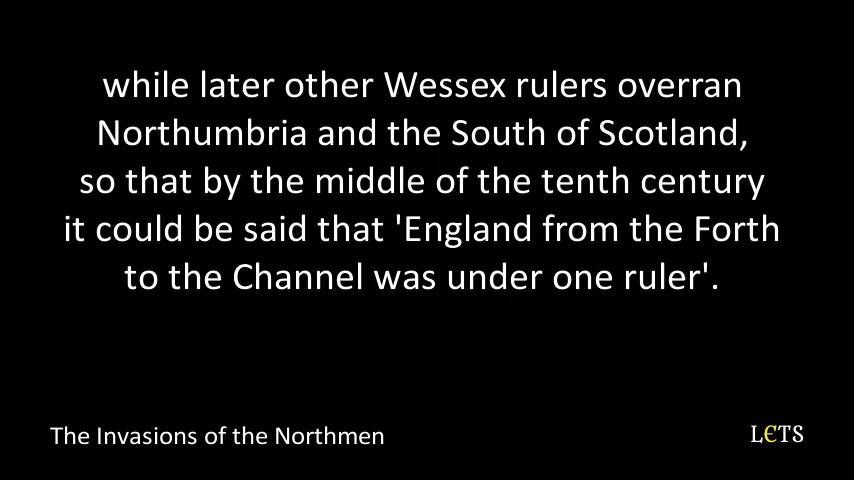 while later other Wessex rulers overran
Northumbria and the South of Scotland,
so that by the middle of the tenth century
it could be said that 'England from the Forth
to the Channel was under one ruler'.
The Invasions of the Northmen
LЄTS